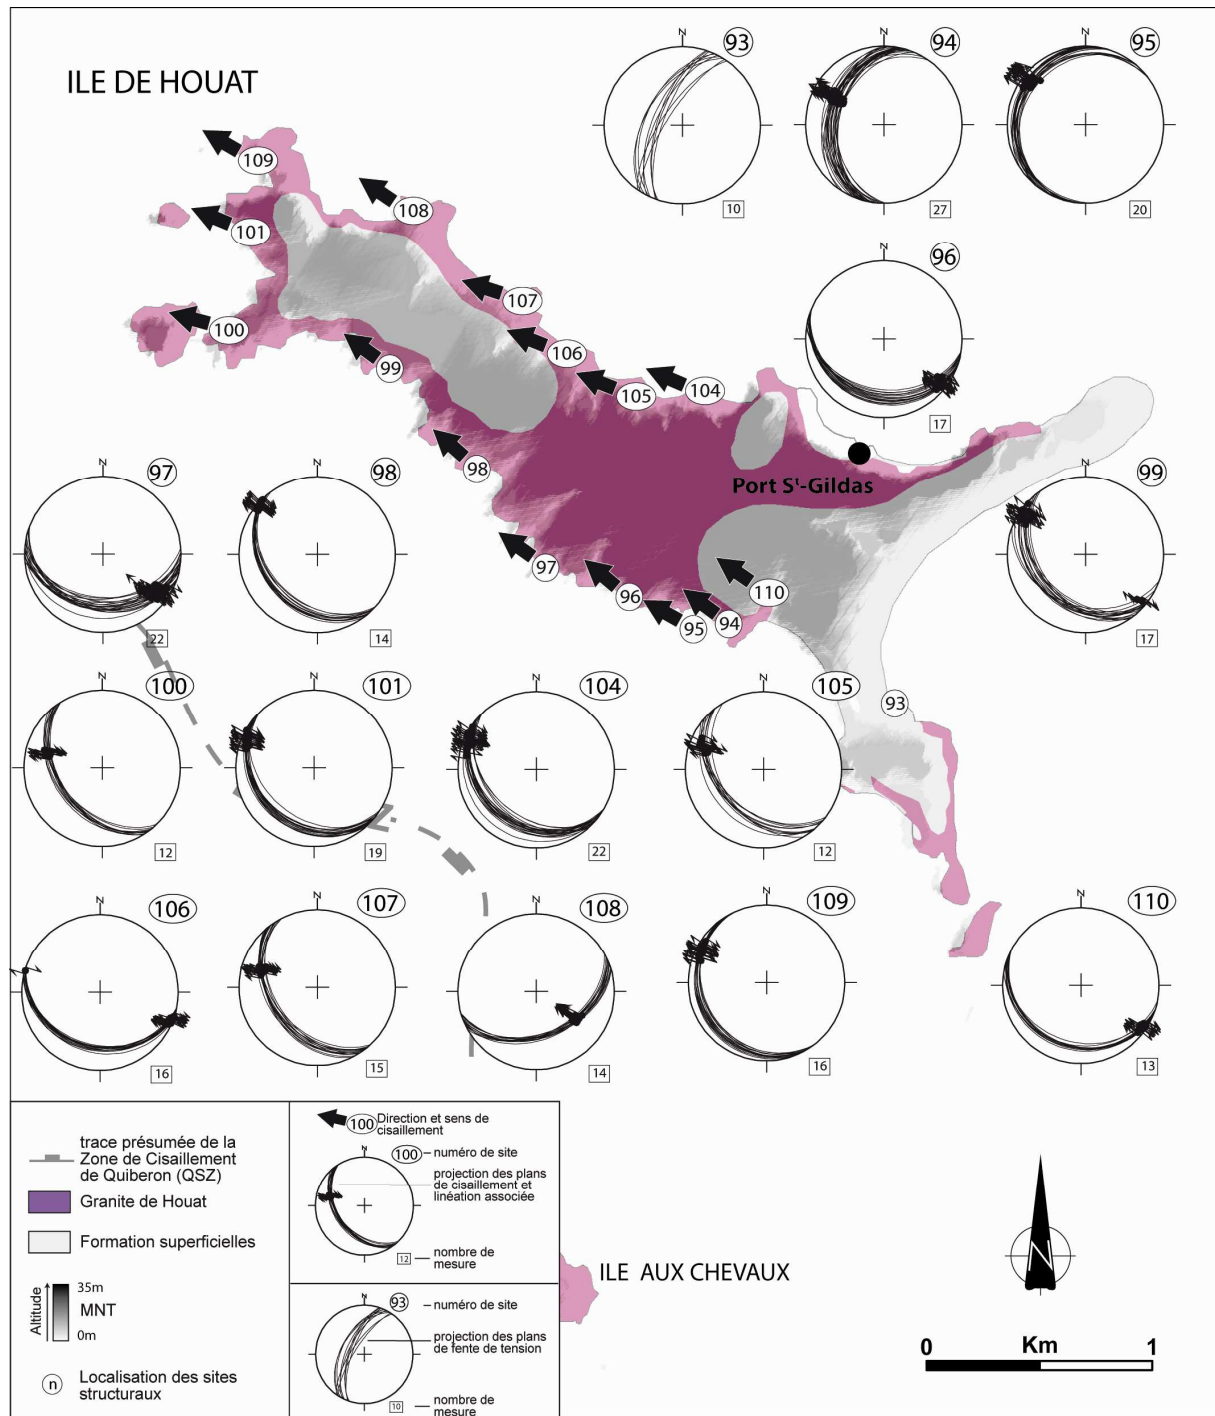 ILE DE HOUAT
N
93
10
N
94
27
N
95
20
N
96
17
109
101
108
107
100
106
99
105
104
98
Port Sᵗ-Gildas
97
96
95
94
110
93
N
97
22
N
98
14
N
99
17
N
100
12
N
101
19
N
104
22
N
105
12
N
106
16
N
107
15
N
108
14
N
109
16
N
110
13
trace présumée de la
Zone de Cisaillement
de Quiberon (QSZ)
Granite de Houat
Formation superficielles
Altitude
35m
MNT
0m
n
Localisation des sites
structuraux
100
Direction et sens de
cisaillement
N
100
numéro de site
projection des plans
de cisaillement et
linéation associée
12
nombre de
mesure
N
93
numéro de site
projection des plans
de fente de tension
10
nombre de
mesure
ILE AUX CHEVAUX
N
0 Km 1